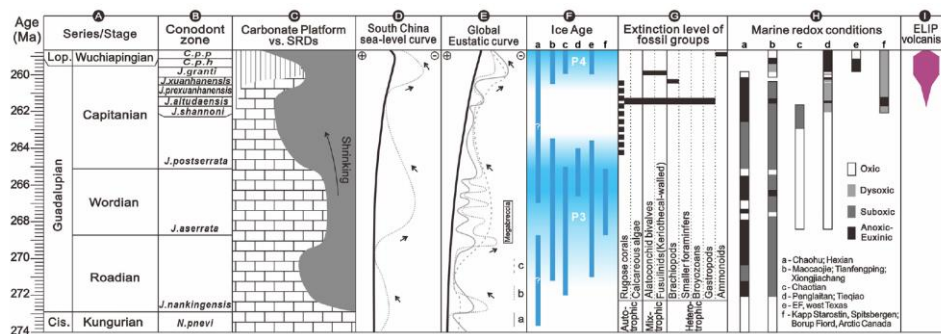 Age (Ma)
A
Series/Stage
B
Conodont zone
C
Carbonate Platform vs. SRDs
D
South China sea-level curve
E
Global Eustatic curve
F
Ice Age
a b c d e f
G
Extinction level of fossil groups
H
Marine redox conditions
a b c d e f
I
ELIP volcanism
260
262
264
266
268
270
272
274
Lop.
Wuchiapingian
Guadalupian
Capitanian
Wordian
Roadian
Cis.
Kungurian
C.p.p
C.p.h
J.granti
J.xuanhanensis
J.prexuanhanensis
J.altudaensis
J.shannoni
J.postserrata
J.aserrata
J.nankingensis
N.pnevi
Shrinking
Megabreccia
c
b
a
P4
P3
?
?
Rugose corals
Calcareous algae
Alatoconchid bivalves
Fusulinids(Keriothecal-walled)
Brachiopods
Smaller foraminfers
Broyozoans
Gastropods
Ammonoids
Auto-trophic
Mix-trophic
Heter-trophic
Oxic
Dysoxic
Suboxic
Anoxic-Euxinic
a - Chaohu; Hexian
b - Maocaojie; Tianfengping; Xiongjiachang
c - Chaotian
d - Penglaitan; Tieqiao
e - EF, west Texas
f - Kapp Starostin, Spitsbergen; Borup Fiord, Arctic Canada